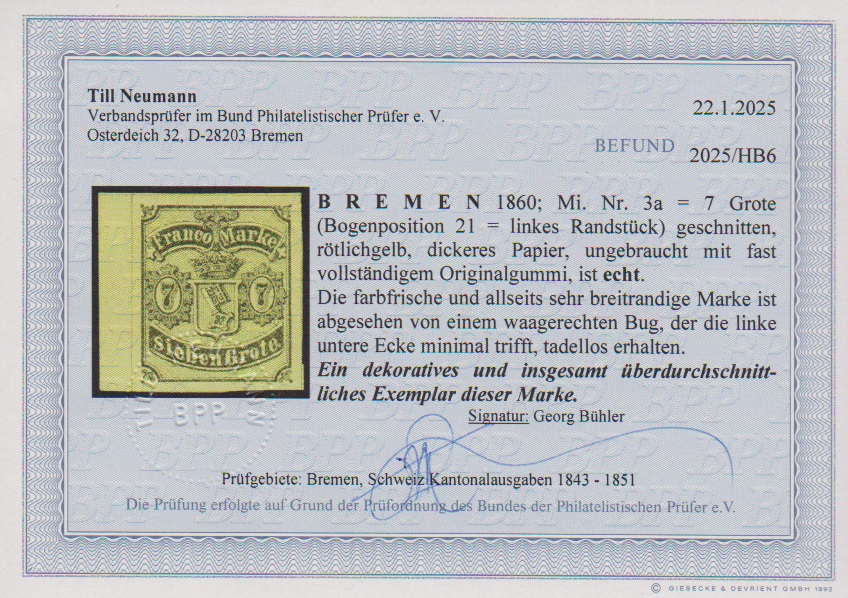 Till Neumann
Verbandsprüfer im Bund Philatelistischer Prüfer e. V.
Osterdeich 32, D-28203 Bremen
22.1.2025
BEFUND 2025/HB6
BREMEN 1860; Mi. Nr. 3a = 7 Grote
(Bogenposition 21 = linkes Randstück) geschnitten,
rötlichgelb, dickeres Papier, ungebraucht mit fast
vollständigem Originalgummi, ist echt.
Die farbfrische und allseits sehr breitrandige Marke ist
abgesehen von einem waagerechten Bug, der die linke
untere Ecke minimal trifft, tadellos erhalten.
Ein dekoratives und insgesamt überdurchschnitt-
liches Exemplar dieser Marke.
Signatur: Georg Bühler
Franco Marke
7 7
Sieben Grote.
BPP
Prüfgebiete: Bremen, Schweiz Kantonalausgaben 1843 - 1851
Die Prüfung erfolgte auf Grund der Prüfordnung des Bundes der Philatelistischen Prüfer e.V.
© GIESECKE & DEVRIENT GMBH 1992